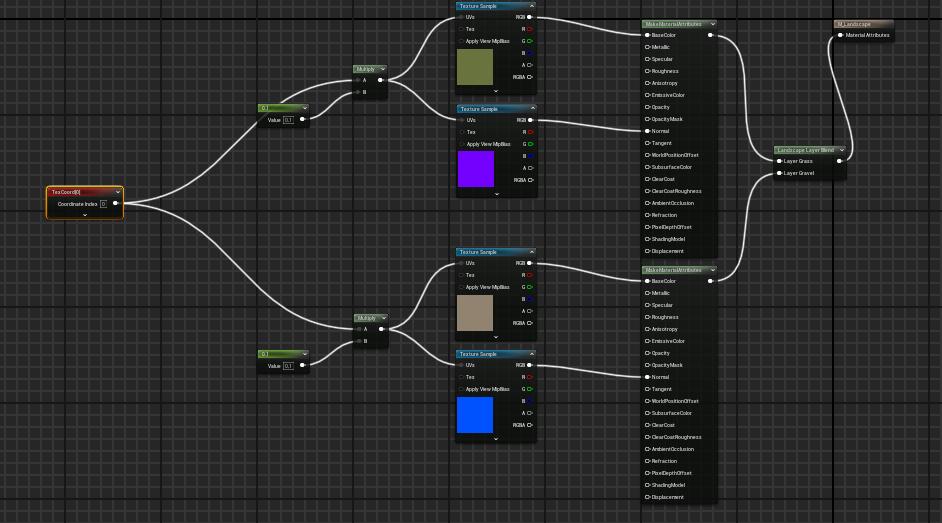 TexCoord[0]
Coordinate Index 0
0.1
Value 0.1
Multiply
A
B
0.1
Value 0.1
Multiply
A
B
Texture Sample
UVs RGB
Tex R
Apply View MipBias G
B
A
RGBA
Texture Sample
UVs RGB
Tex R
Apply View MipBias G
B
A
RGBA
Texture Sample
UVs RGB
Tex R
Apply View MipBias G
B
A
RGBA
Texture Sample
UVs RGB
Tex R
Apply View MipBias G
B
A
RGBA
MakeMaterialAttributes
BaseColor
Metallic
Specular
Roughness
Anisotropy
EmissiveColor
Opacity
OpacityMask
Normal
Tangent
WorldPositionOffset
SubsurfaceColor
ClearCoat
ClearCoatRoughness
AmbientOcclusion
Refraction
PixelDepthOffset
ShadingModel
Displacement
MakeMaterialAttributes
BaseColor
Metallic
Specular
Roughness
Anisotropy
EmissiveColor
Opacity
OpacityMask
Normal
Tangent
WorldPositionOffset
SubsurfaceColor
ClearCoat
ClearCoatRoughness
AmbientOcclusion
Refraction
PixelDepthOffset
ShadingModel
Displacement
Landscape Layer Blend
Layer Grass
Layer Gravel
M_Landscape
Material Attributes